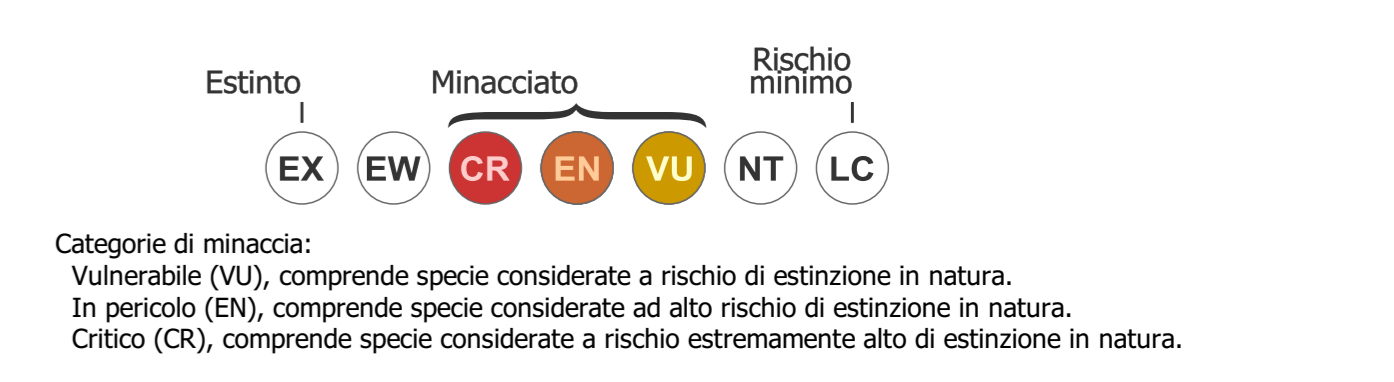 Estinto
Minacciato
Rischio
minimo
EX EW CR EN VU NT LC
Categorie di minaccia:
Vulnerabile (VU), comprende specie considerate a rischio di estinzione in natura.
In pericolo (EN), comprende specie considerate ad alto rischio di estinzione in natura.
Critico (CR), comprende specie considerate a rischio estremamente alto di estinzione in natura.